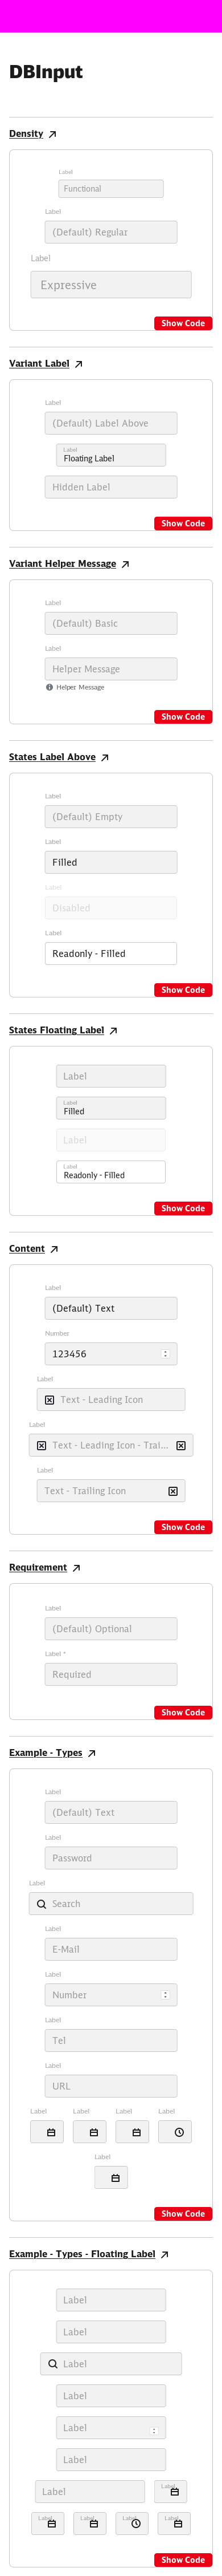 DBInput
Density
Label
Functional
Label
(Default) Regular
Label
Expressive
Show Code
Variant Label
Label
(Default) Label Above
Label
Floating Label
Hidden Label
Show Code
Variant Helper Message
Label
(Default) Basic
Label
Helper Message
Helper Message
Show Code
States Label Above
Label
(Default) Empty
Label
Filled
Label
Disabled
Label
Readonly - Filled
Show Code
States Floating Label
Label
Label
Filled
Label
Label
Readonly - Filled
Show Code
Content
Label
(Default) Text
Number
123456
Label
Text - Leading Icon
Label
Text - Leading Icon - Trai...
Label
Text - Trailing Icon
Show Code
Requirement
Label
(Default) Optional
Label *
Required
Show Code
Example - Types
Label
(Default) Text
Label
Password
Label
Search
Label
E-Mail
Label
Number
Label
Tel
Label
URL
Label Label Label Label
Label
Show Code
Example - Types - Floating Label
Label
Label
Label
Label
Label
Label
Label Label
Label Label Label Label
Show Code